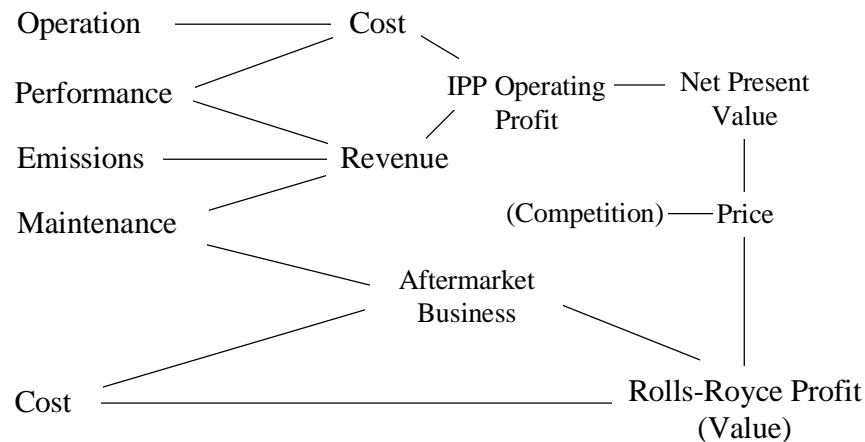 Operation
Cost
Performance
IPP Operating
Profit
Net Present
Value
Emissions
Revenue
Maintenance
(Competition)
Price
Aftermarket
Business
Cost
Rolls-Royce Profit
(Value)